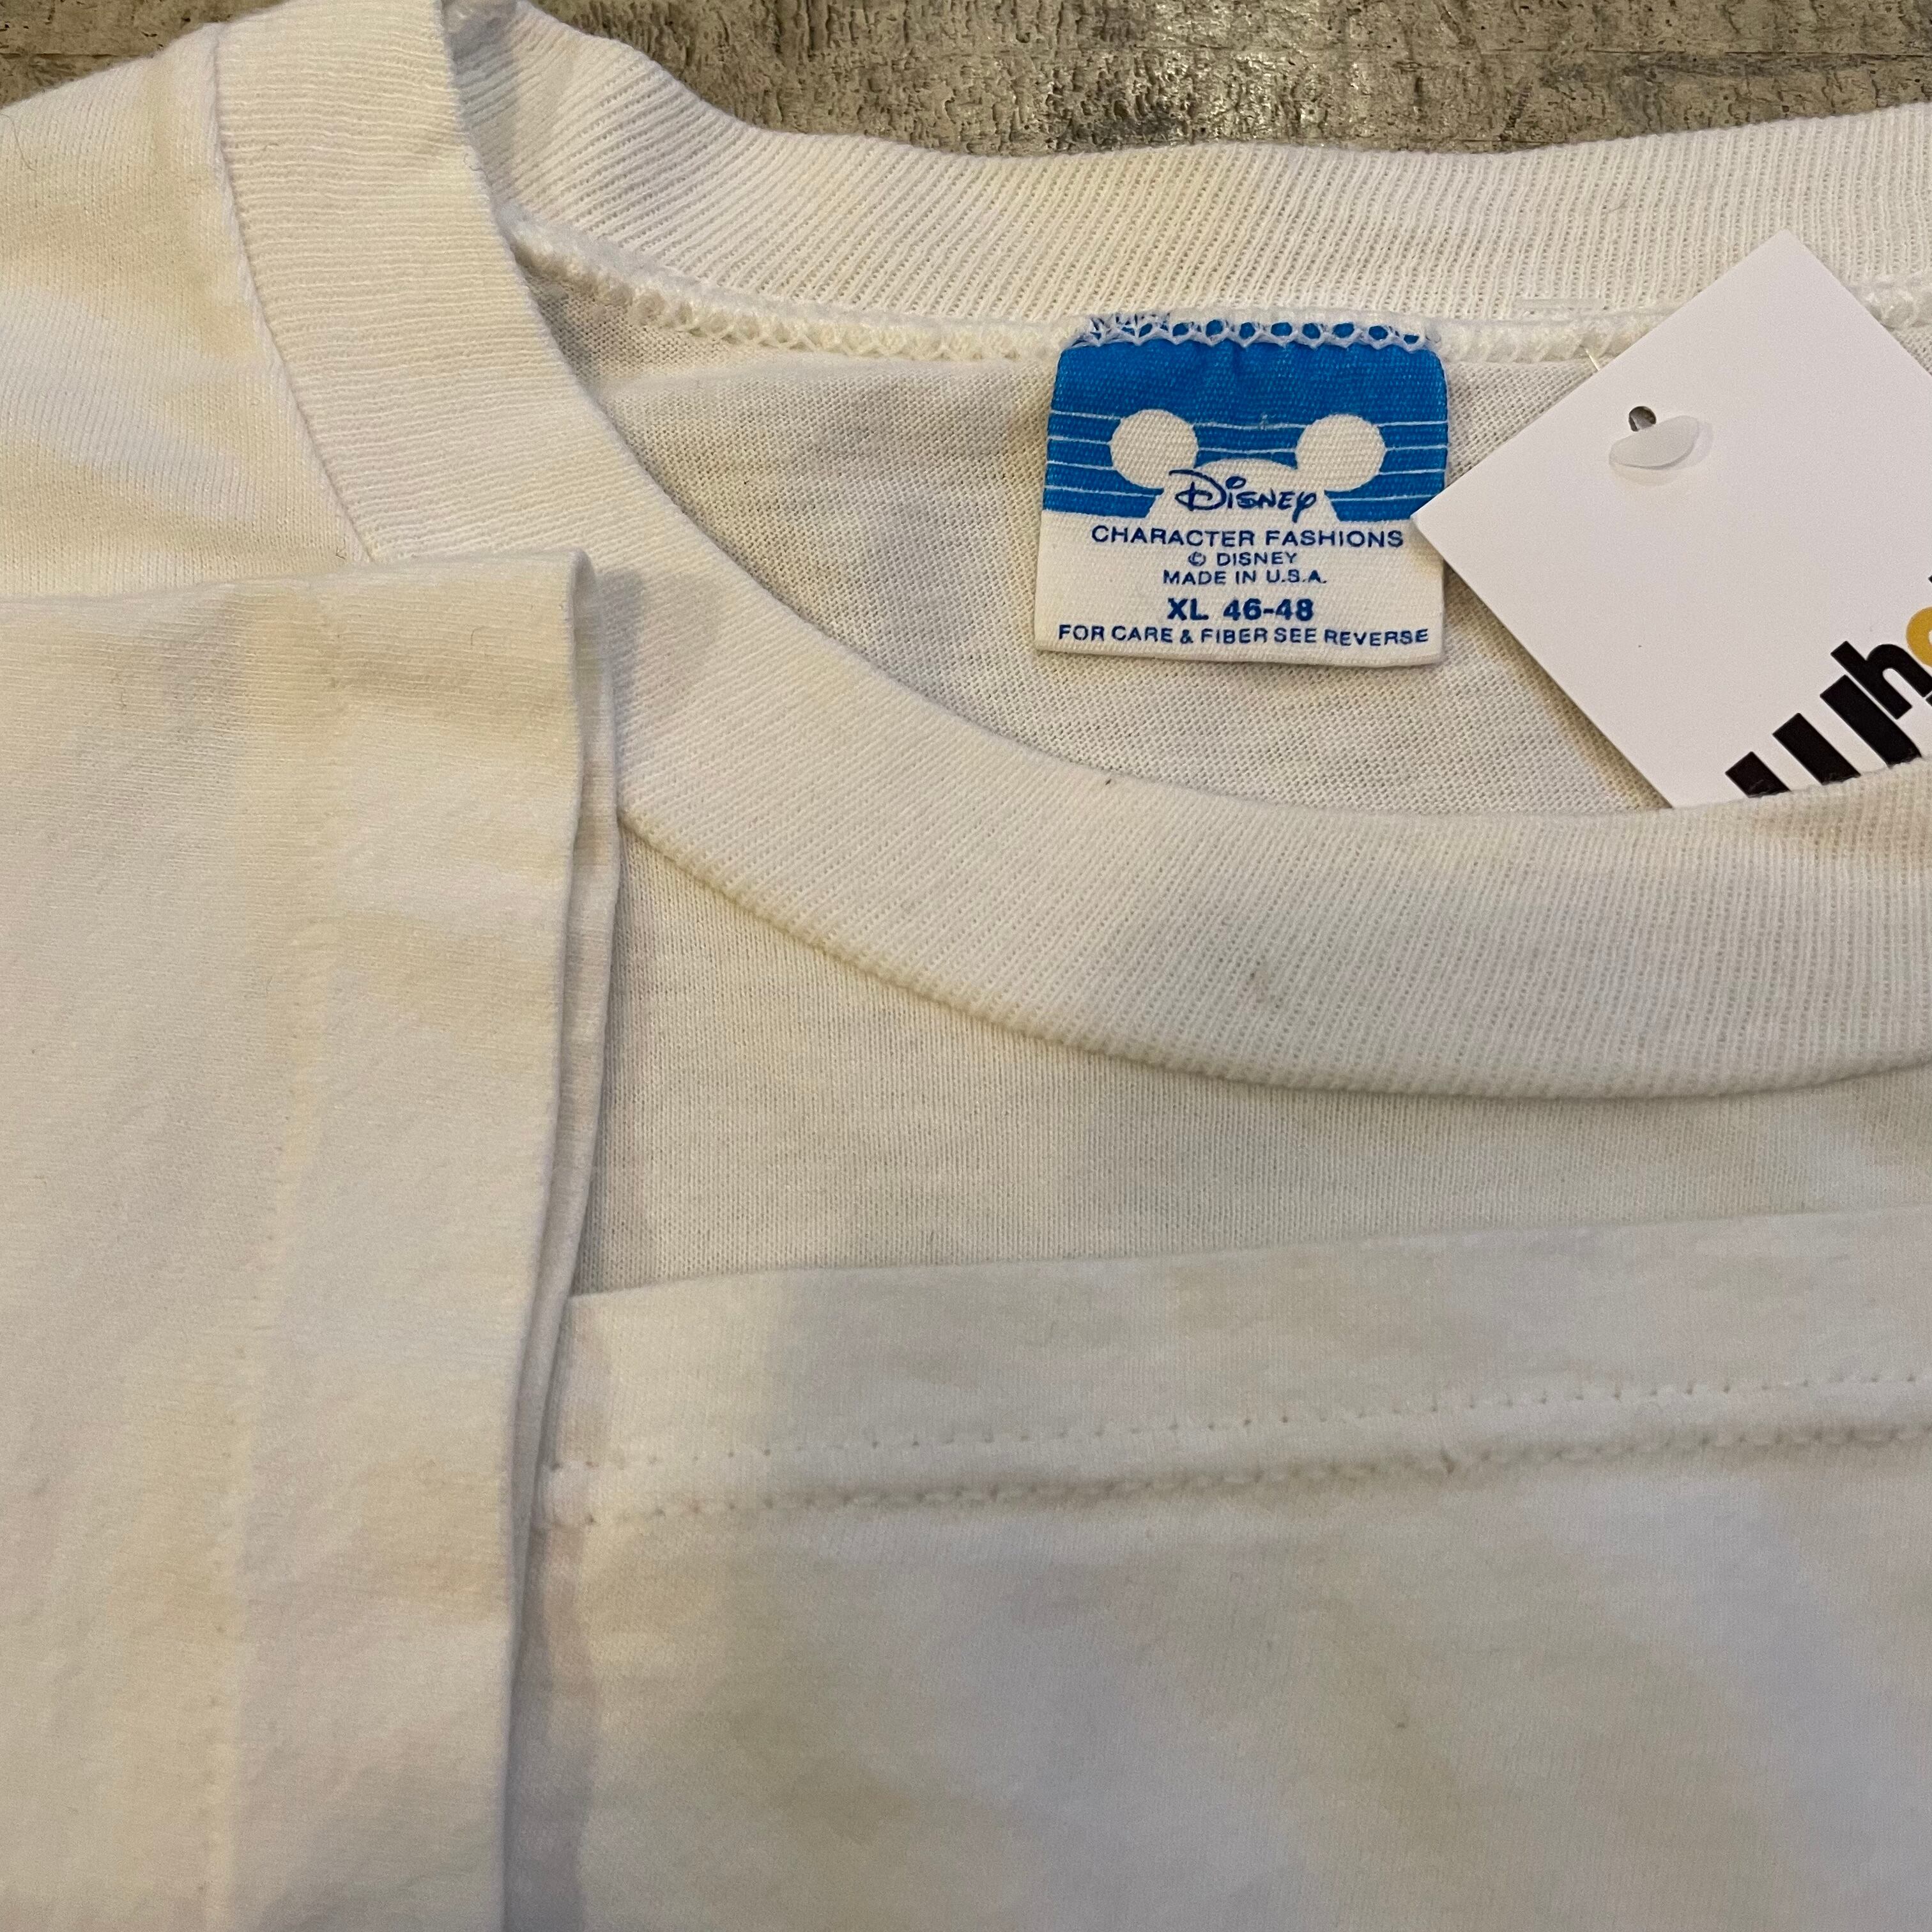 Disney
CHARACTER FASHIONS
© DISNEY
MADE IN U.S.A.
XL 46-48
FOR CARE & FIBER SEE REVERSE